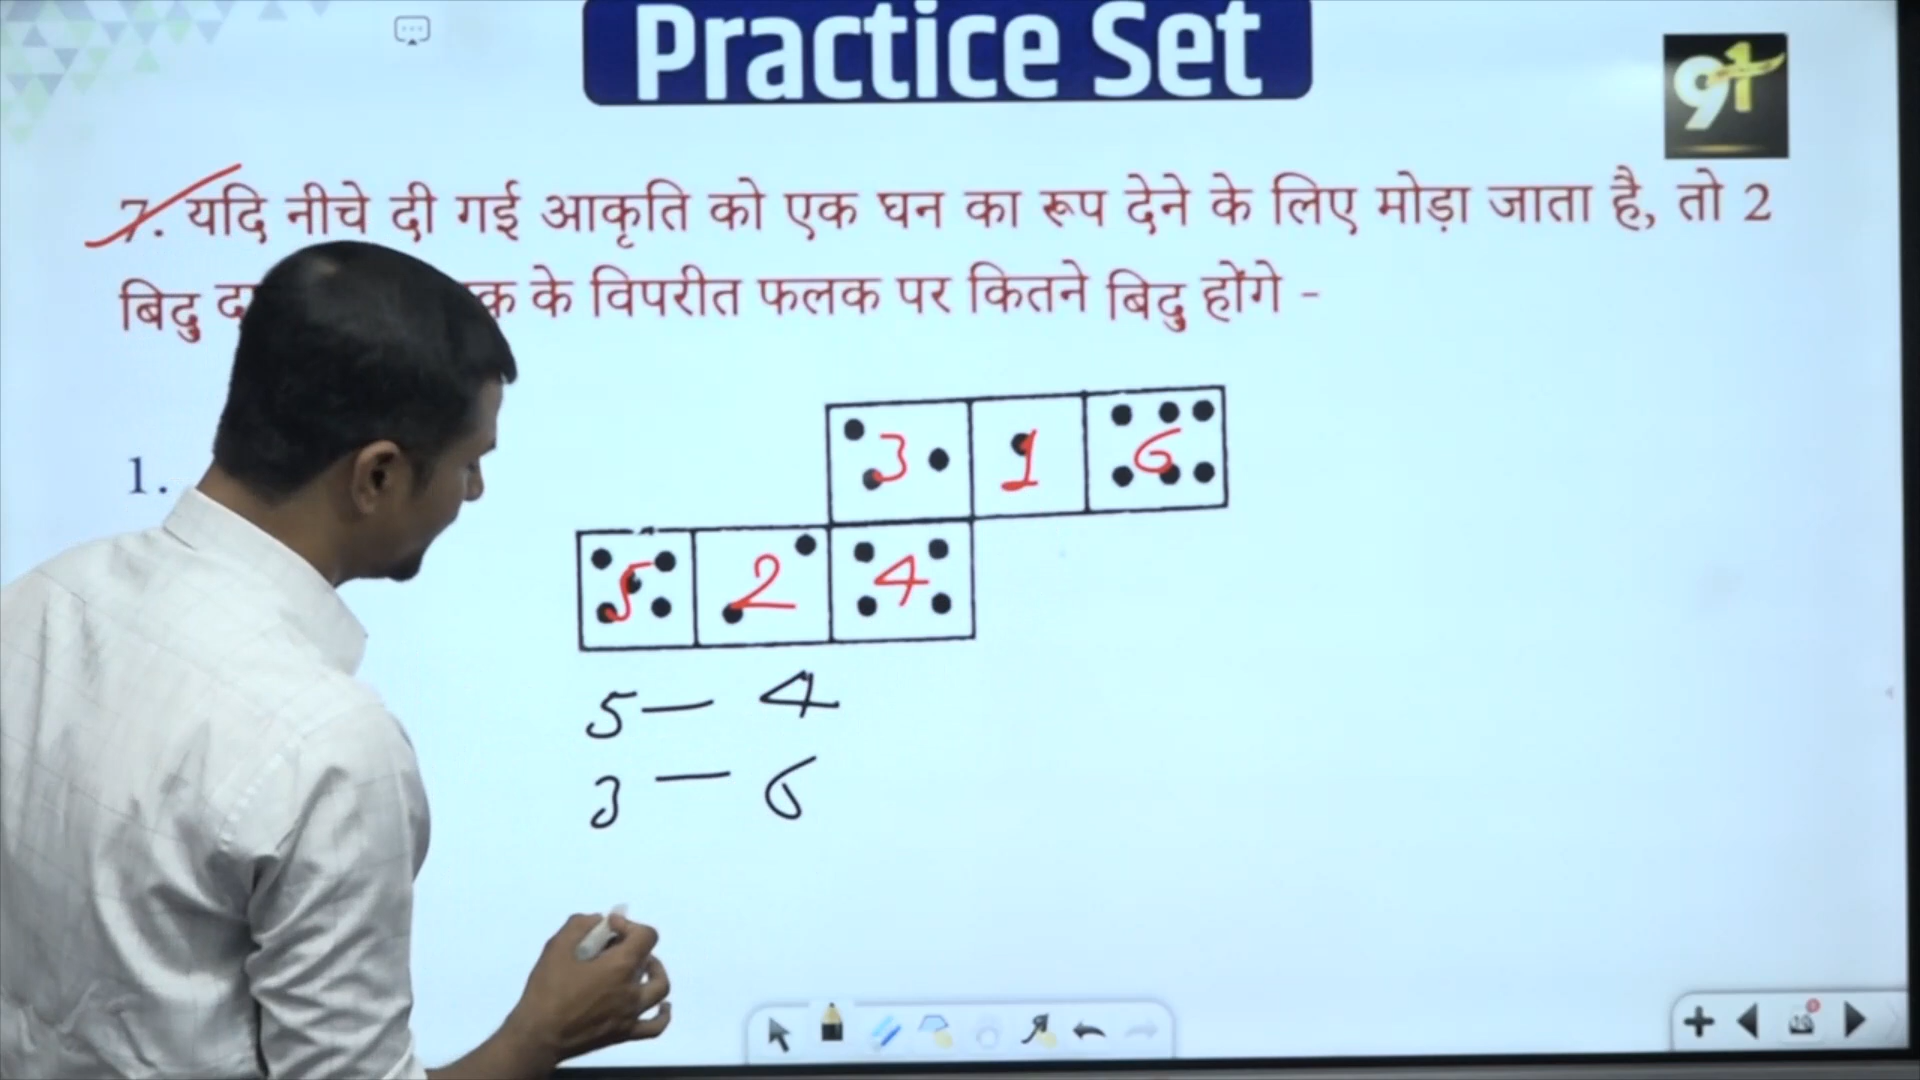 Practice Set
91
7. यदि नीचे दी गई आकृति को एक घन का रूप देने के लिए मोड़ा जाता है, तो 2
बिंदु के विपरीत फलक पर कितने बिंदु होंगे -
3 1 6
1.
5 2 4
5 — 4
3 — 6